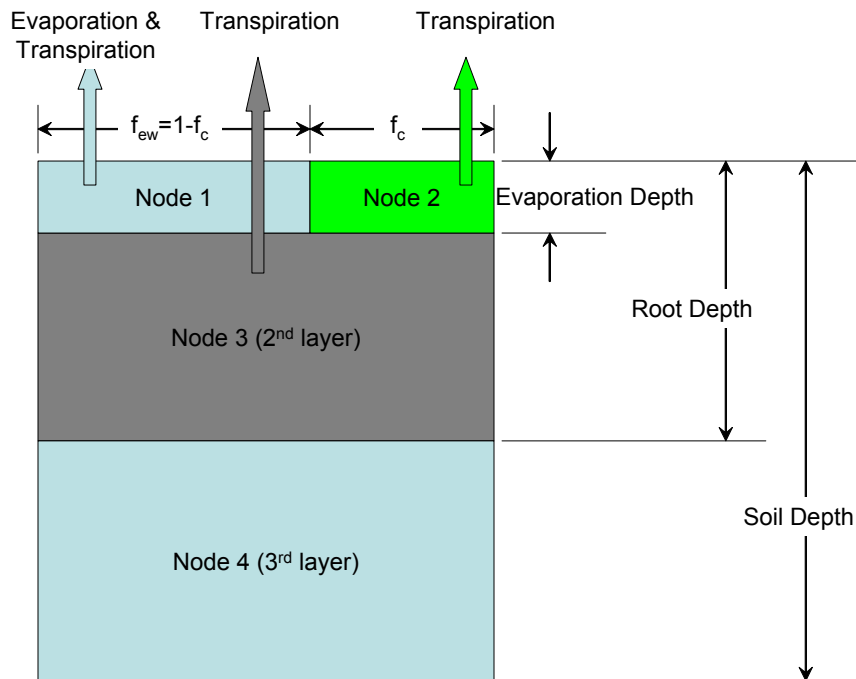 Evaporation &
Transpiration
Transpiration
Transpiration
f_ew=1-f_c
f_c
Node 1
Node 2
Evaporation Depth
Root Depth
Node 3 (2nd layer)
Soil Depth
Node 4 (3rd layer)